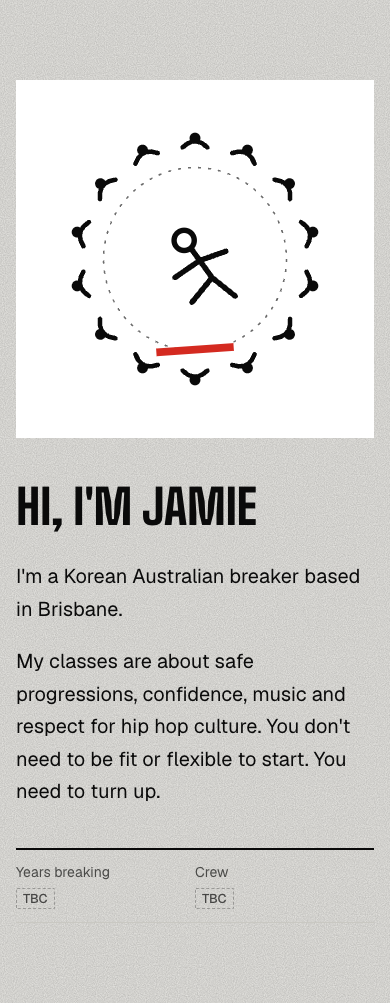 HI, I'M JAMIE
I'm a Korean Australian breaker based
in Brisbane.
My classes are about safe
progressions, confidence, music and
respect for hip hop culture. You don't
need to be fit or flexible to start. You
need to turn up.
Years breaking
TBC
Crew
TBC